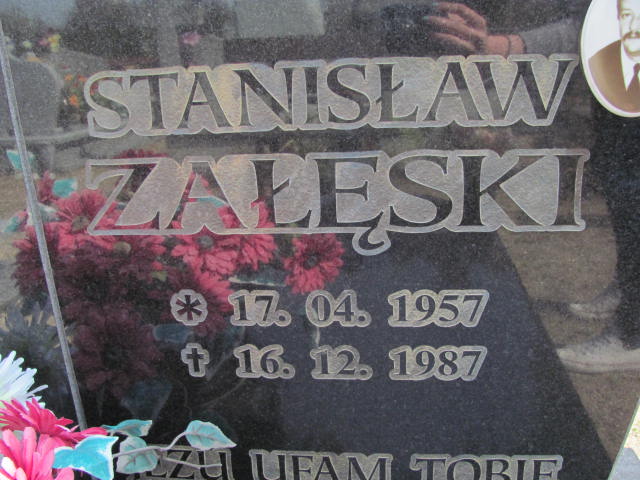 STANISŁAW
ZAŁĘSKI
* 17. 04. 1957
✝ 16. 12. 1987
UFAM TOBIE